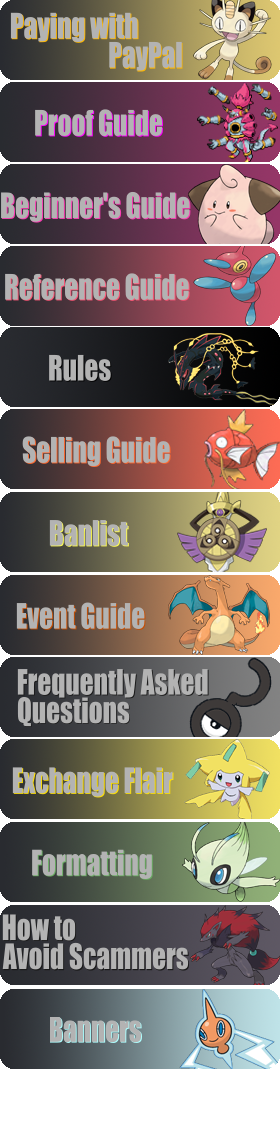 Paying with
PayPal
Proof Guide
Beginner's Guide
Reference Guide
Rules
Selling Guide
Banlist
Event Guide
Frequently Asked
Questions
Exchange Flair
Formatting
How to
Avoid Scammers
Banners